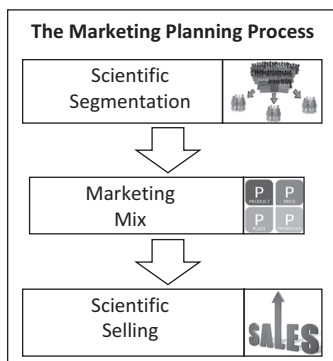 The Marketing Planning Process
Scientific
Segmentation
Marketing
Mix
P P
PRODUCT PRICE
P P
PLACE PROMOTION
Scientific
Selling
SALES